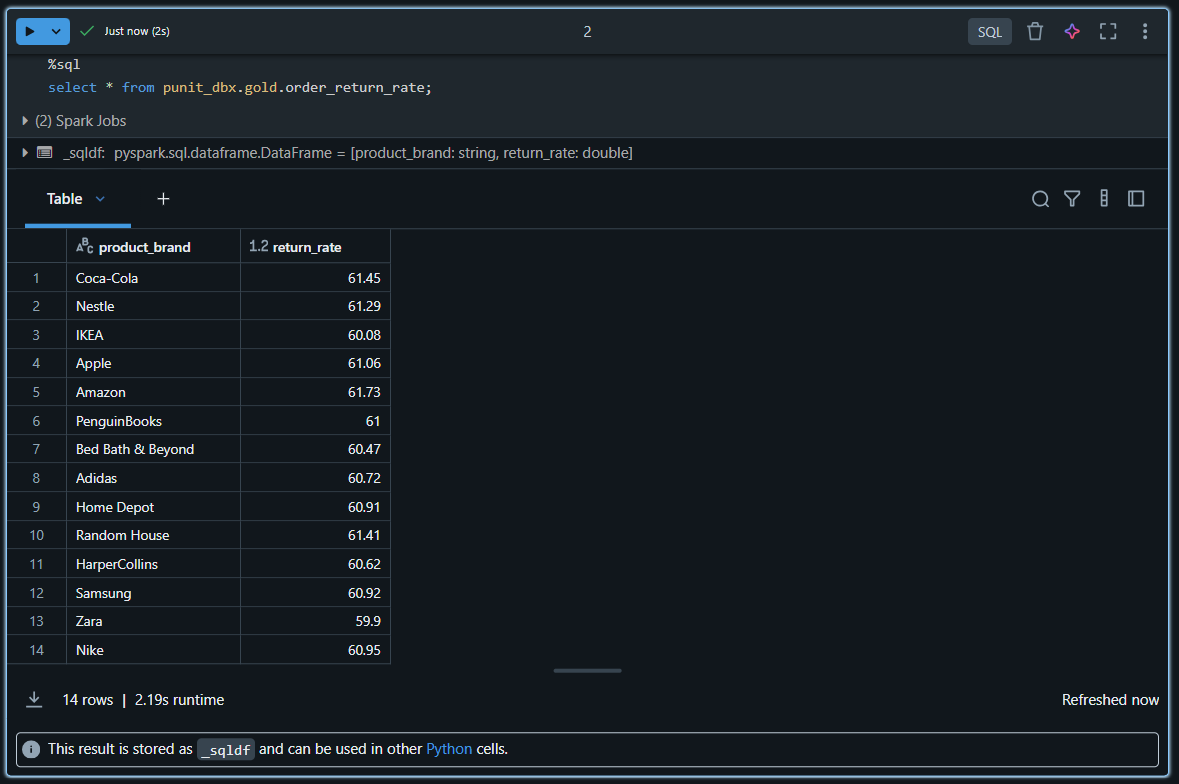 Just now (2s)
2
SQL
%sql
select * from punit_dbx.gold.order_return_rate;
(2) Spark Jobs
_sqldf: pyspark.sql.dataframe.DataFrame = [product_brand: string, return_rate: double]
Table
+
ABC product_brand 1.2 return_rate
1 Coca-Cola 61.45
2 Nestle 61.29
3 IKEA 60.08
4 Apple 61.06
5 Amazon 61.73
6 PenguinBooks 61
7 Bed Bath & Beyond 60.47
8 Adidas 60.72
9 Home Depot 60.91
10 Random House 61.41
11 HarperCollins 60.62
12 Samsung 60.92
13 Zara 59.9
14 Nike 60.95
14 rows | 2.19s runtime Refreshed now
This result is stored as _sqldf and can be used in other Python cells.